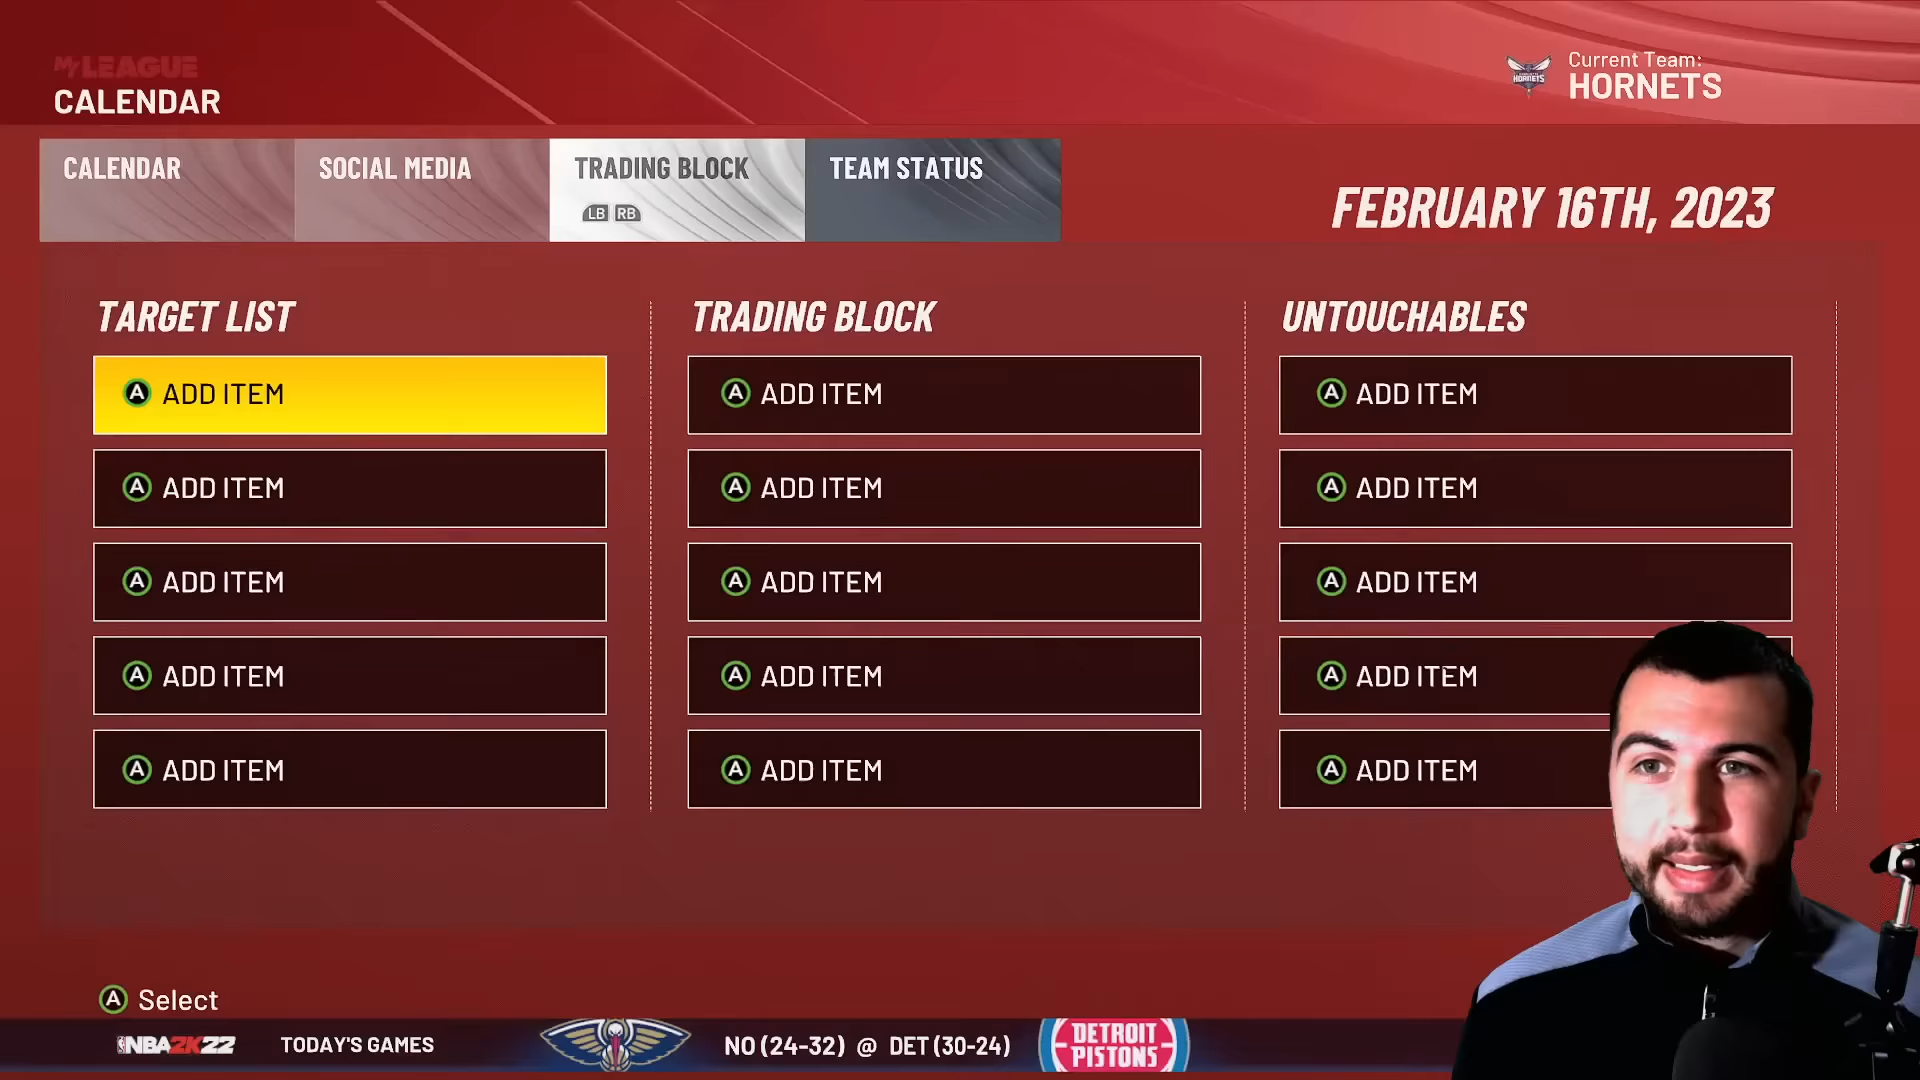 MyLEAGUE
CALENDAR
HORNETS
Current Team:
HORNETS
CALENDAR
SOCIAL MEDIA
TRADING BLOCK
LB RB
TEAM STATUS
FEBRUARY 16TH, 2023
TARGET LIST
A ADD ITEM
A ADD ITEM
A ADD ITEM
A ADD ITEM
A ADD ITEM
TRADING BLOCK
A ADD ITEM
A ADD ITEM
A ADD ITEM
A ADD ITEM
A ADD ITEM
UNTOUCHABLES
A ADD ITEM
A ADD ITEM
A ADD ITEM
A ADD ITEM
A ADD ITEM
A Select
NBA2K22
TODAY'S GAMES
NO (24-32) @ DET (30-24)
DETROIT
PISTONS